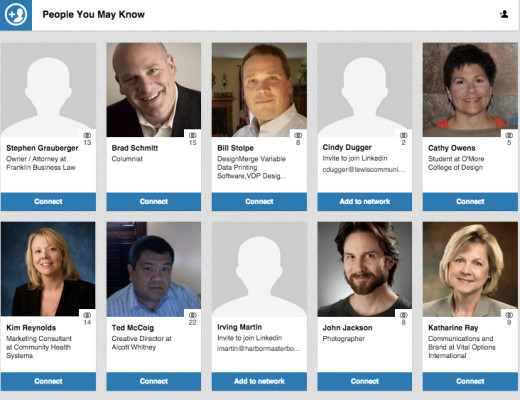 People You May Know
13
15
8
2
5
Stephen Grauberger
Owner / Attorney at
Franklin Business Law
Brad Schmitt
Columnist
Bill Stolpe
DesignMerge Variable
Data Printing
Software,VDP Desig...
Cindy Dugger
Invite to join Linkedin
cdugger@lewiscommuni...
Cathy Owens
Student at O'More
College of Design
Connect
Connect
Connect
Add to network
Connect
14
22
8
9
Kim Reynolds
Marketing Consultant
at Community Health
Systems
Ted McCoig
Creative Director at
Alcott Whitney
Irving Martin
Invite to join Linkedin
imartin@harbormasterbo...
John Jackson
Photographer
Katharine Ray
Communications and
Brand at Vital Options
International
Connect
Connect
Add to network
Connect
Connect